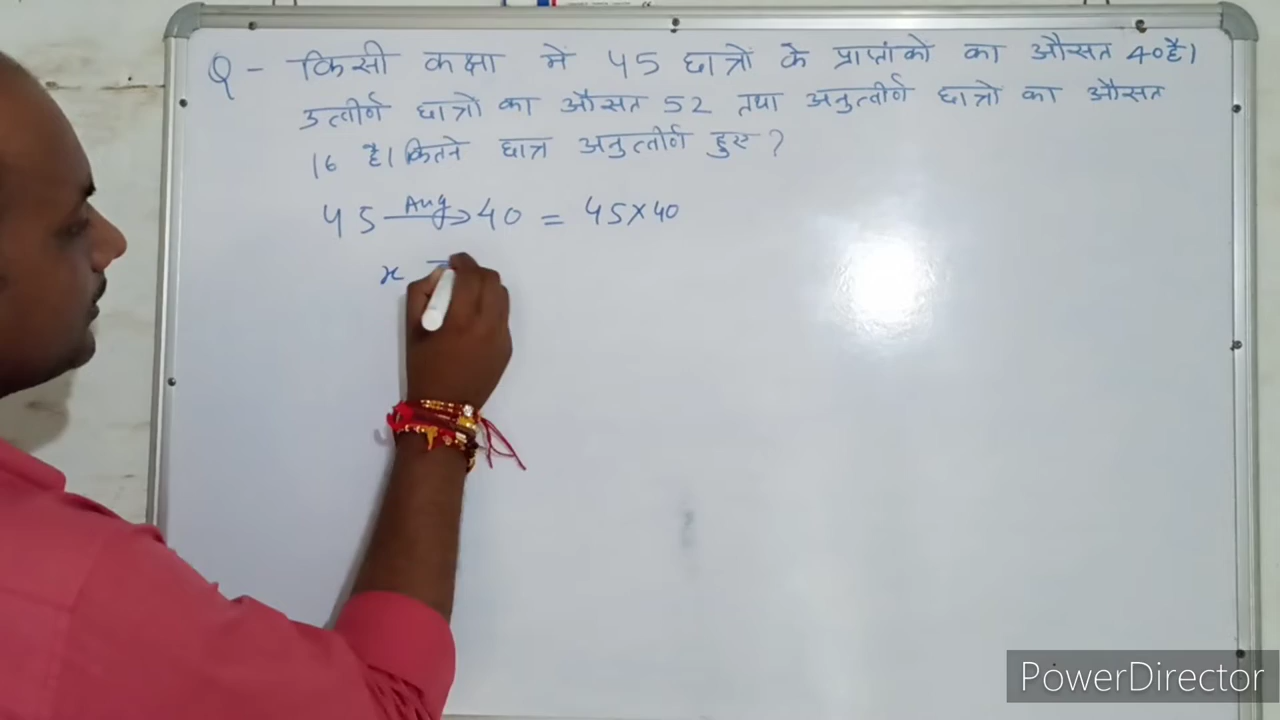 Q - किसी कक्षा मे 45 छात्रो के प्राप्तांको का औसत 40 है।
उत्तीर्ण छात्रो का औसत 52 तथा अनुत्तीर्ण छात्रो का औसत
16 है। कितने छात्र अनुत्तीर्ण हुए ?
45 Avg→ 40 = 45×40
x
PowerDirector